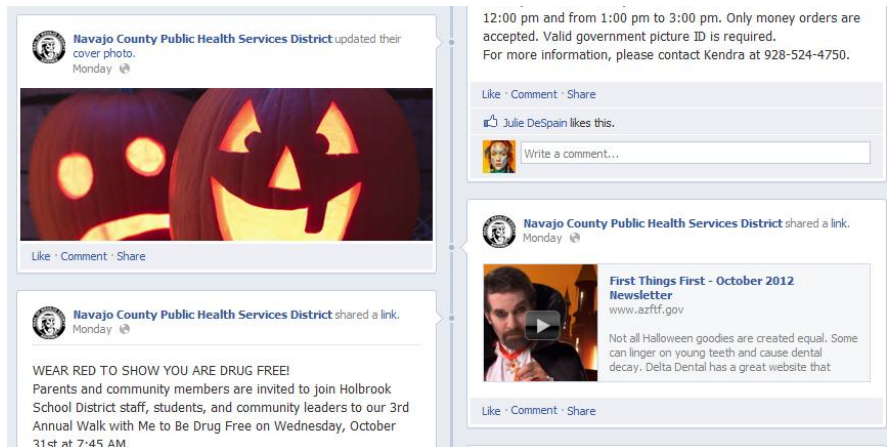 Navajo County Public Health Services District updated their
cover photo.
Monday
Like · Comment · Share
Navajo County Public Health Services District shared a link.
Monday
WEAR RED TO SHOW YOU ARE DRUG FREE!
Parents and community members are invited to join Holbrook
School District staff, students, and community leaders to our 3rd
Annual Walk with Me to Be Drug Free on Wednesday, October
31st at 7:45 AM
12:00 pm and from 1:00 pm to 3:00 pm. Only money orders are
accepted. Valid government picture ID is required.
For more information, please contact Kendra at 928-524-4750.
Like · Comment · Share
Julie DeSpain likes this.
Write a comment...
Navajo County Public Health Services District shared a link.
Monday
First Things First - October 2012
Newsletter
www.azftf.gov
Not all Halloween goodies are created equal. Some
can linger on young teeth and cause dental
decay. Delta Dental has a great website that
Like · Comment · Share